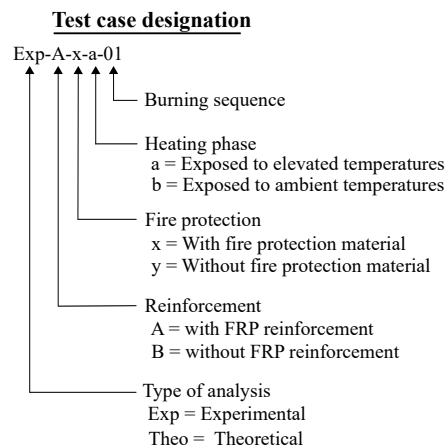 Test case designation
Exp-A-x-a-01
Burning sequence
Heating phase
a = Exposed to elevated temperatures
b = Exposed to ambient temperatures
Fire protection
x = With fire protection material
y = Without fire protection material
Reinforcement
A = with FRP reinforcement
B = without FRP reinforcement
Type of analysis
Exp = Experimental
Theo = Theoretical